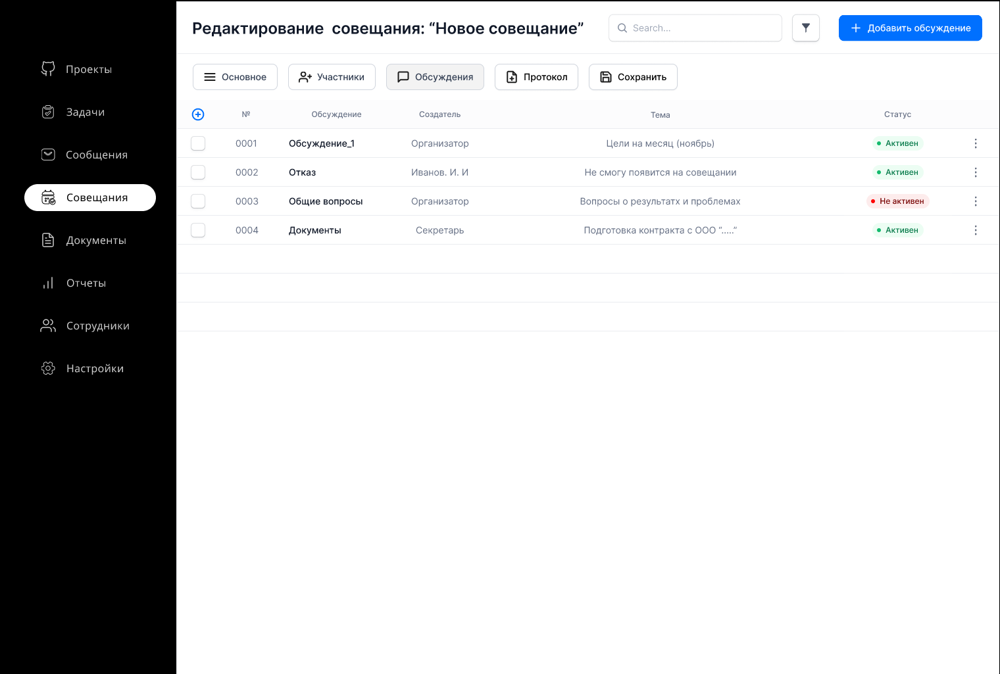 Проекты
Задачи
Сообщения
Совещания
Документы
Отчеты
Сотрудники
Настройки
Редактирование совещания: “Новое совещание”
Search...
Добавить обсуждение
Основное
Участники
Обсуждения
Протокол
Сохранить
№ Обсуждение Создатель Тема Статус
0001 Обсуждение_1 Организатор Цели на месяц (ноябрь) Активен
0002 Отказ Иванов. И. И Не смогу появится на совещании Активен
0003 Общие вопросы Организатор Вопросы о результатх и проблемах Не активен
0004 Документы Секретарь Подготовка контракта с ООО “.....” Активен